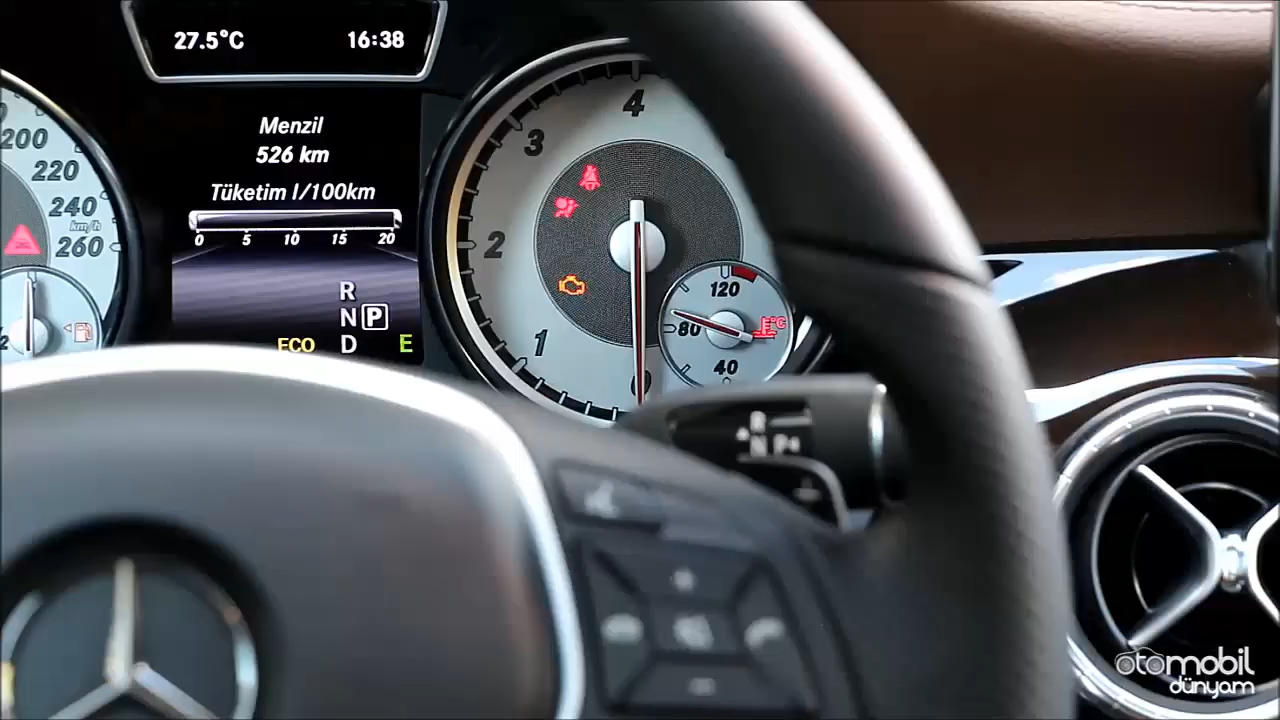 27.5°C 16:38
Menzil
526 km
Tüketim l/100km
0 5 10 15 20
R
N P
D
ECO E
200
220
240
km/h
260
4
3
2
1
120
80
°C
40
R
N P
otomobil
dünyam